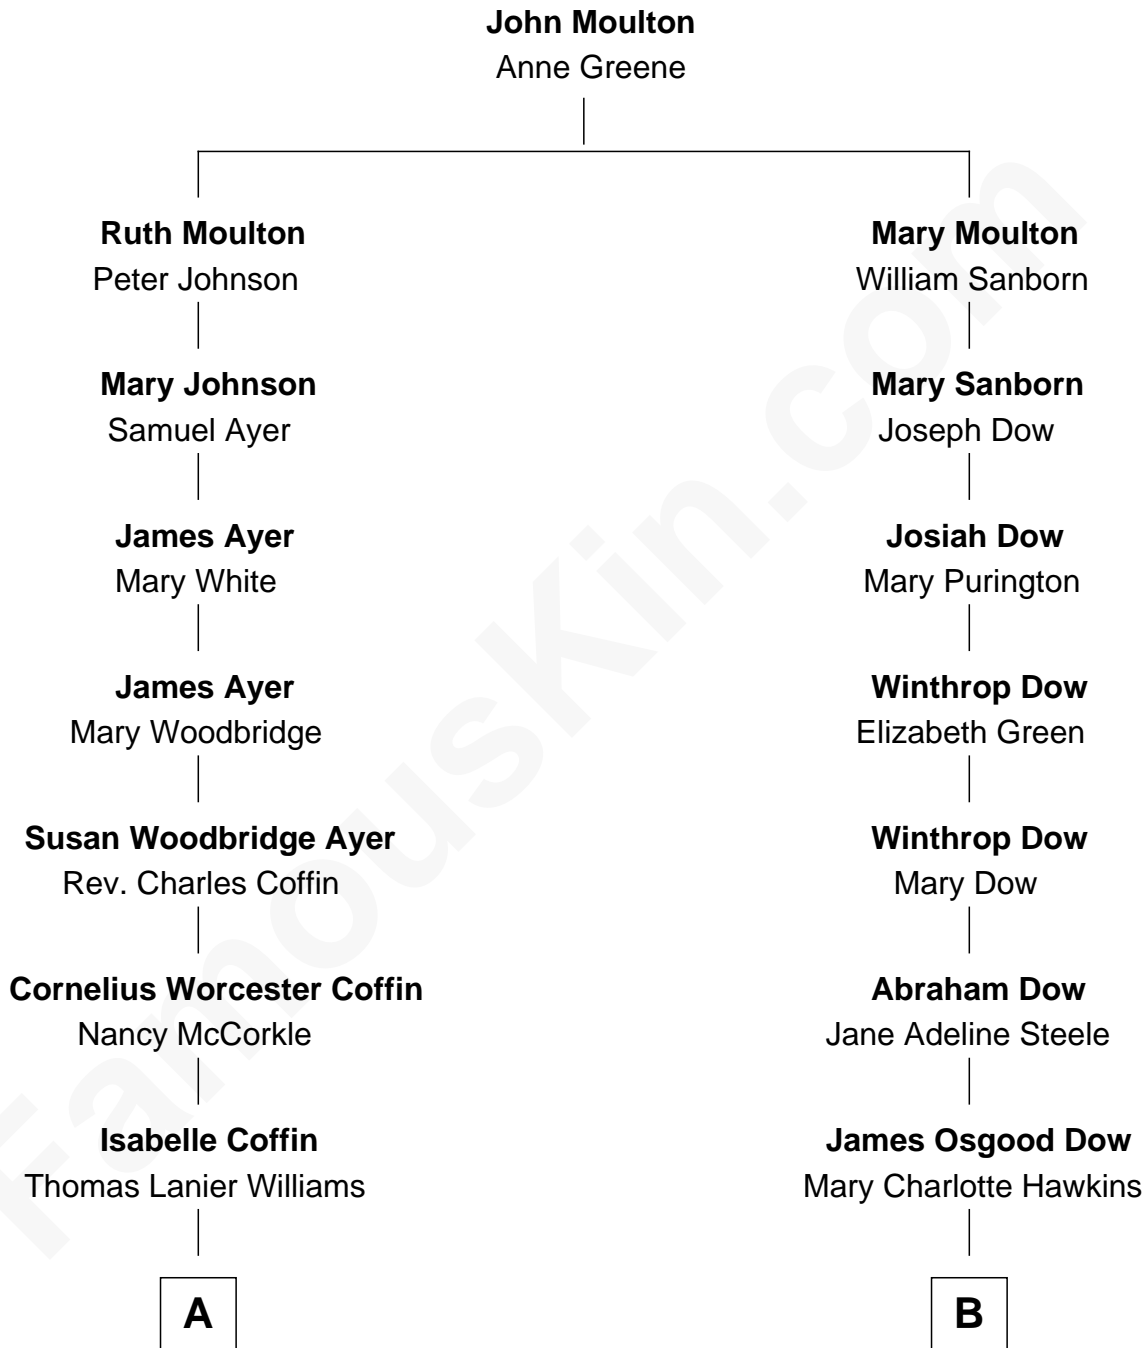 John Moulton
Anne Greene
Ruth Moulton
Peter Johnson
Mary Moulton
William Sanborn
Mary Johnson
Samuel Ayer
Mary Sanborn
Joseph Dow
James Ayer
Mary White
Josiah Dow
Mary Purington
James Ayer
Mary Woodbridge
Winthrop Dow
Elizabeth Green
Susan Woodbridge Ayer
Rev. Charles Coffin
Winthrop Dow
Mary Dow
Cornelius Worcester Coffin
Nancy McCorkle
Abraham Dow
Jane Adeline Steele
Isabelle Coffin
Thomas Lanier Williams
James Osgood Dow
Mary Charlotte Hawkins
A
B
FamousKin.com